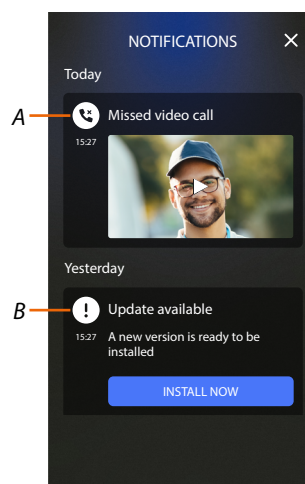 NOTIFICATIONS
Today
A
Missed video call
15:27
Yesterday
B
Update available
15:27 A new version is ready to be
installed
INSTALL NOW